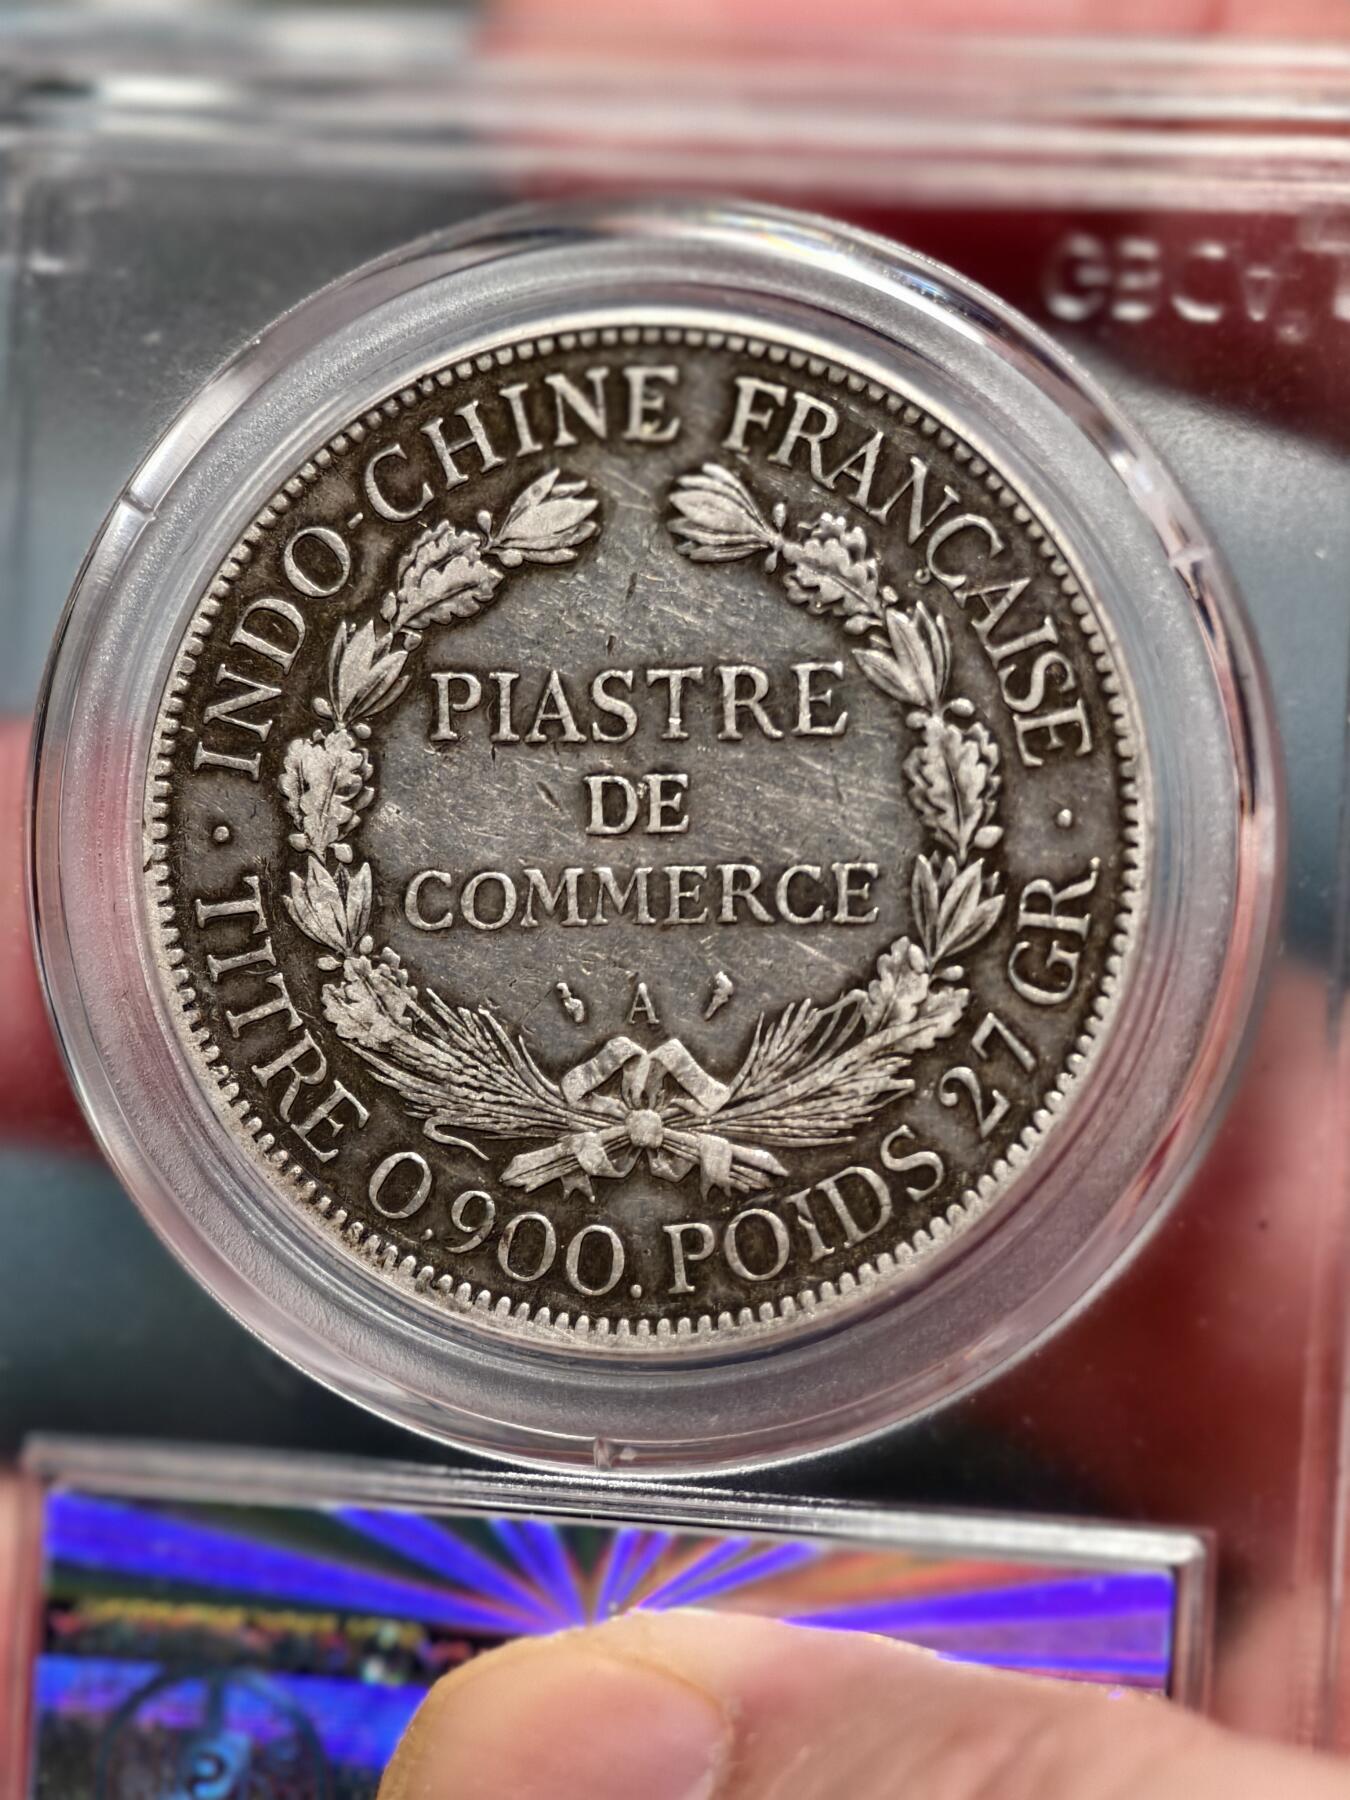 INDO-CHINE FRANÇAISE
PIASTRE
DE
COMMERCE
A
· TITRE 0.900. POIDS 27 GR ·